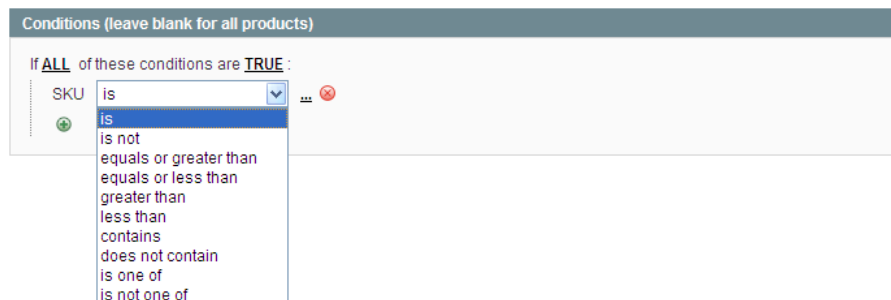 Conditions (leave blank for all products)
If ALL of these conditions are TRUE :
SKU is ...
is
is not
equals or greater than
equals or less than
greater than
less than
contains
does not contain
is one of
is not one of